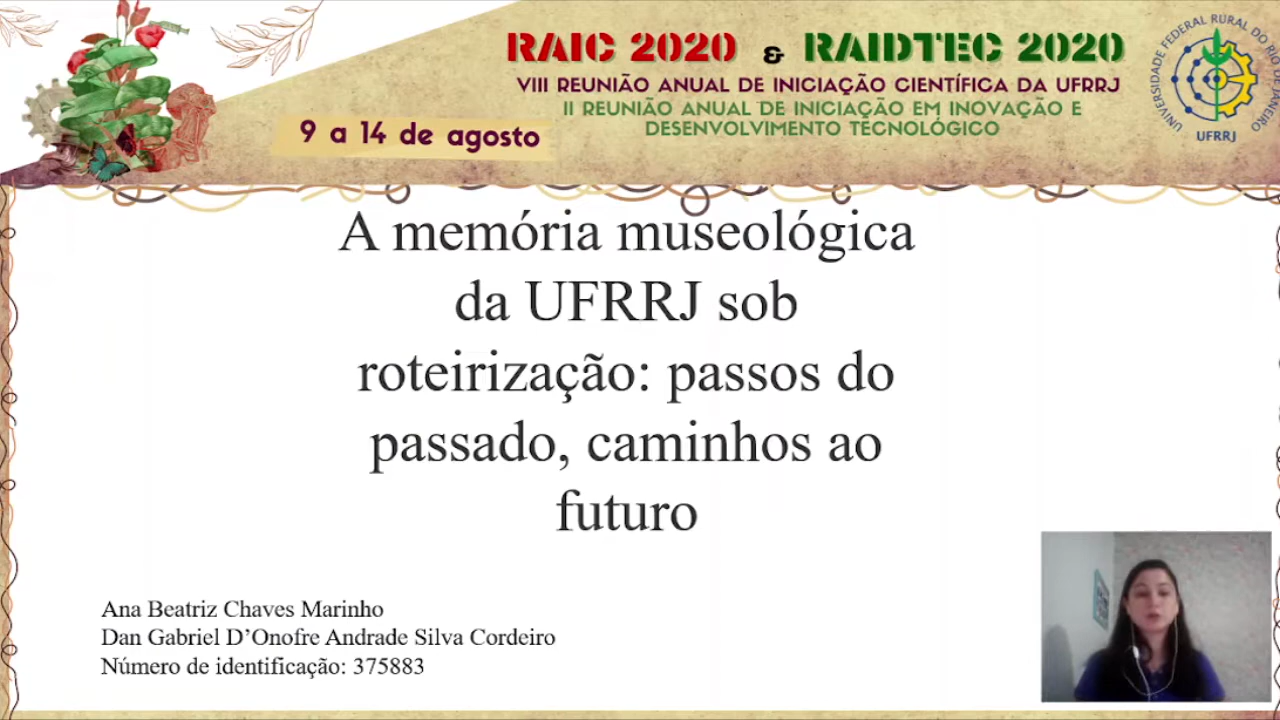 RAIC 2020 & RAIDTEC 2020
VIII REUNIÃO ANUAL DE INICIAÇÃO CIENTÍFICA DA UFRRJ
II REUNIÃO ANUAL DE INICIAÇÃO EM INOVAÇÃO E
DESENVOLVIMENTO TECNOLÓGICO
9 a 14 de agosto
UNIVERSIDADE FEDERAL RURAL DO RIO DE JANEIRO
UFRRJ
A memória museológica
da UFRRJ sob
roteirização: passos do
passado, caminhos ao
futuro
Ana Beatriz Chaves Marinho
Dan Gabriel D’Onofre Andrade Silva Cordeiro
Número de identificação: 375883